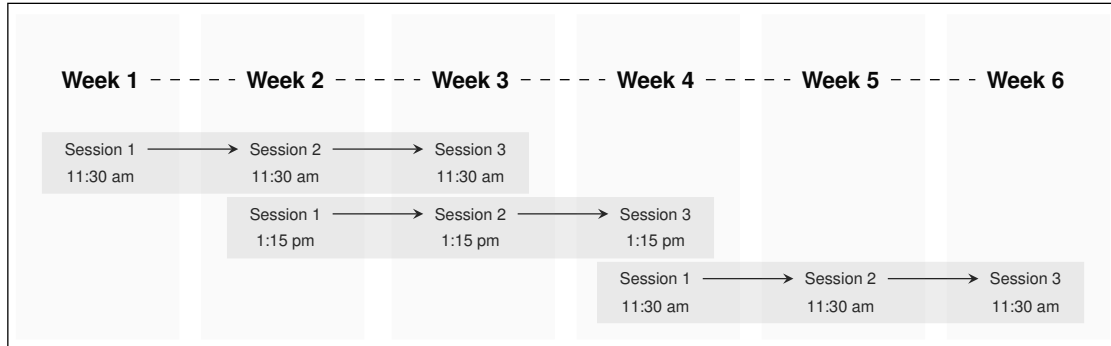 Week 1 Week 2 Week 3 Week 4 Week 5 Week 6
Session 1 Session 2 Session 3
11:30 am 11:30 am 11:30 am
Session 1 Session 2 Session 3
1:15 pm 1:15 pm 1:15 pm
Session 1 Session 2 Session 3
11:30 am 11:30 am 11:30 am